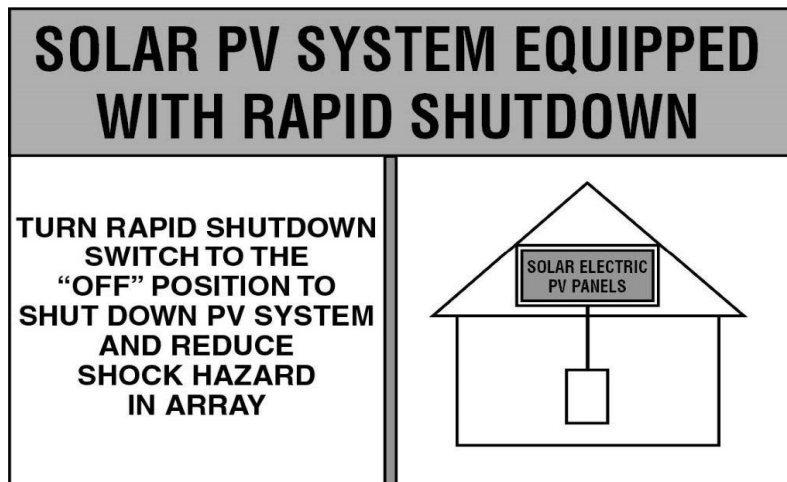 SOLAR PV SYSTEM EQUIPPED
WITH RAPID SHUTDOWN
TURN RAPID SHUTDOWN
SWITCH TO THE
“OFF” POSITION TO
SHUT DOWN PV SYSTEM
AND REDUCE
SHOCK HAZARD
IN ARRAY
SOLAR ELECTRIC
PV PANELS